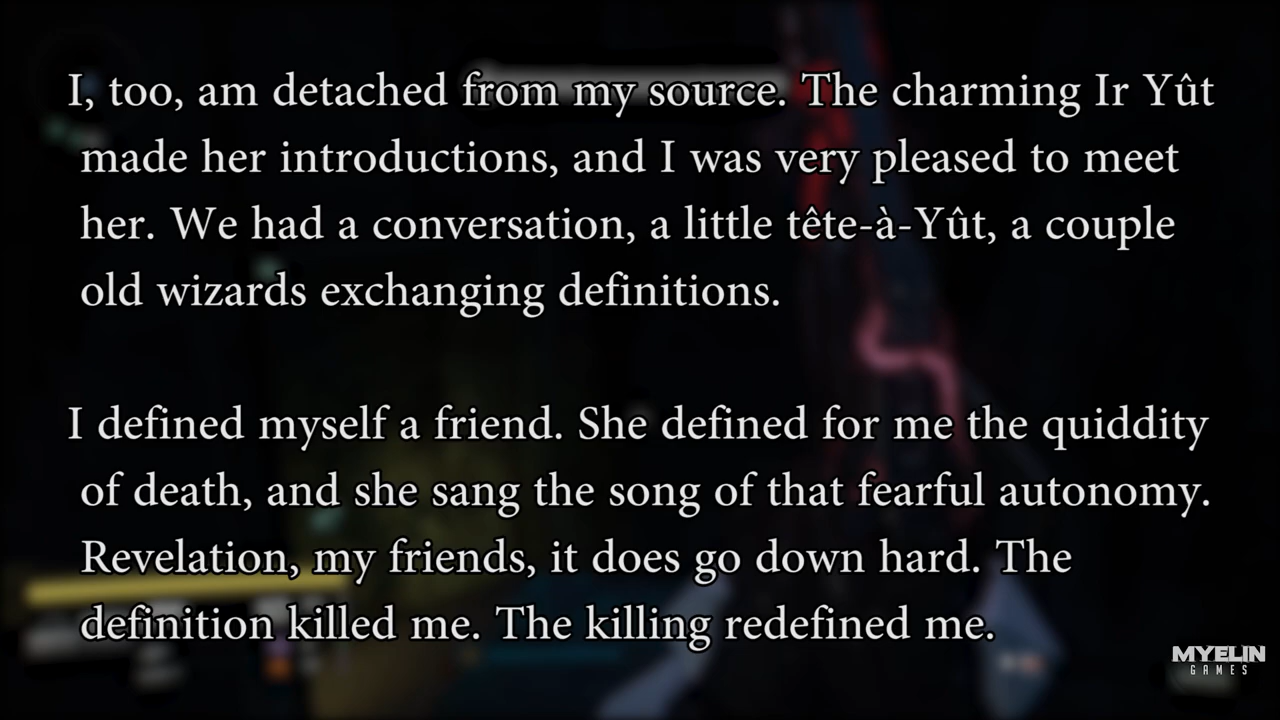 I, too, am detached from my source. The charming Ir Yût
made her introductions, and I was very pleased to meet
her. We had a conversation, a little tête-à-Yût, a couple
old wizards exchanging definitions.
I defined myself a friend. She defined for me the quiddity
of death, and she sang the song of that fearful autonomy.
Revelation, my friends, it does go down hard. The
definition killed me. The killing redefined me.
MYELIN
GAMES